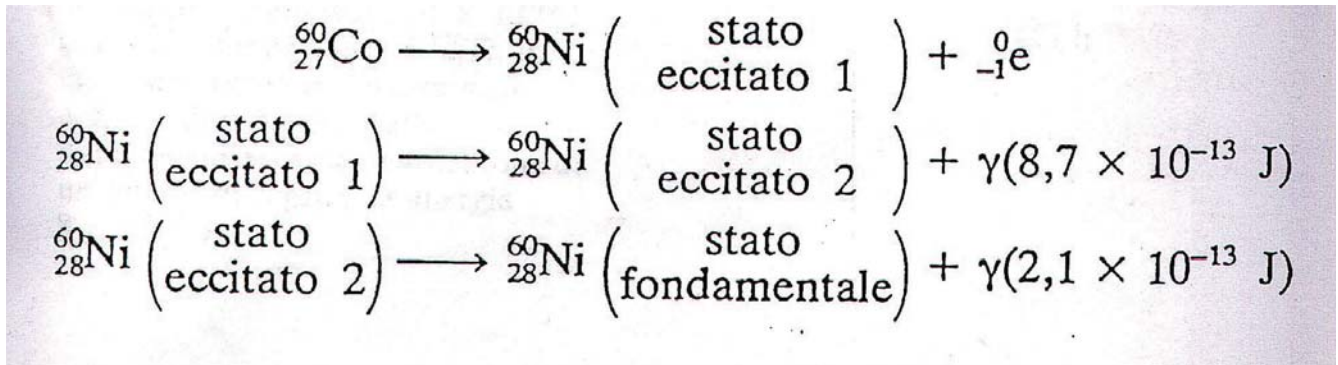 ⁶⁰₂₇Co ⟶ ⁶⁰₂₈Ni ( stato eccitato 1 ) + ⁰₋₁e
⁶⁰₂₈Ni ( stato eccitato 1 ) ⟶ ⁶⁰₂₈Ni ( stato eccitato 2 ) + γ(8,7 × 10⁻¹³ J)
⁶⁰₂₈Ni ( stato eccitato 2 ) ⟶ ⁶⁰₂₈Ni ( stato fondamentale ) + γ(2,1 × 10⁻¹³ J)